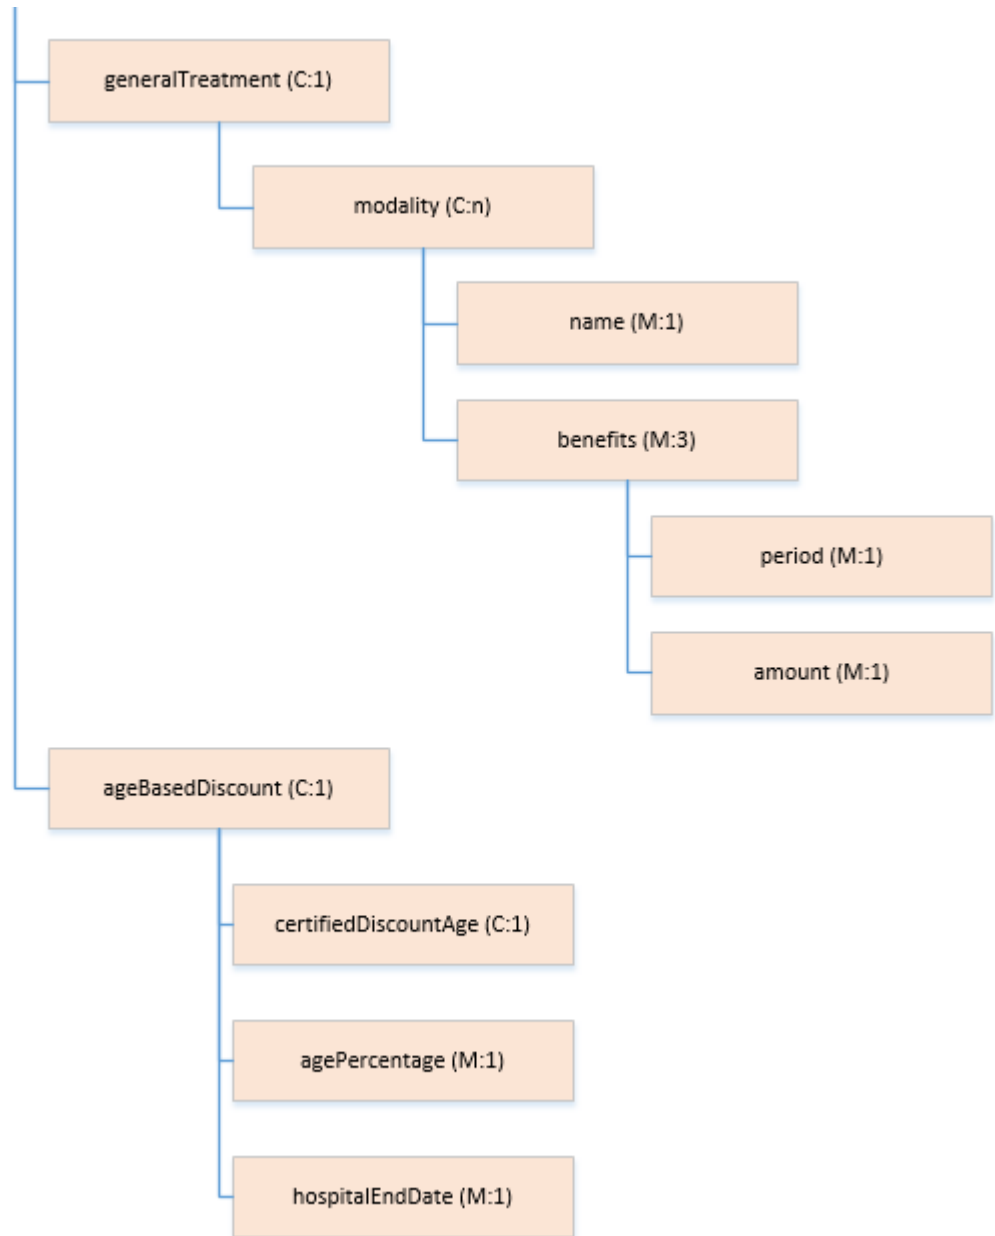 generalTreatment (C:1)
modality (C:n)
name (M:1)
benefits (M:3)
period (M:1)
amount (M:1)
ageBasedDiscount (C:1)
certifiedDiscountAge (C:1)
agePercentage (M:1)
hospitalEndDate (M:1)